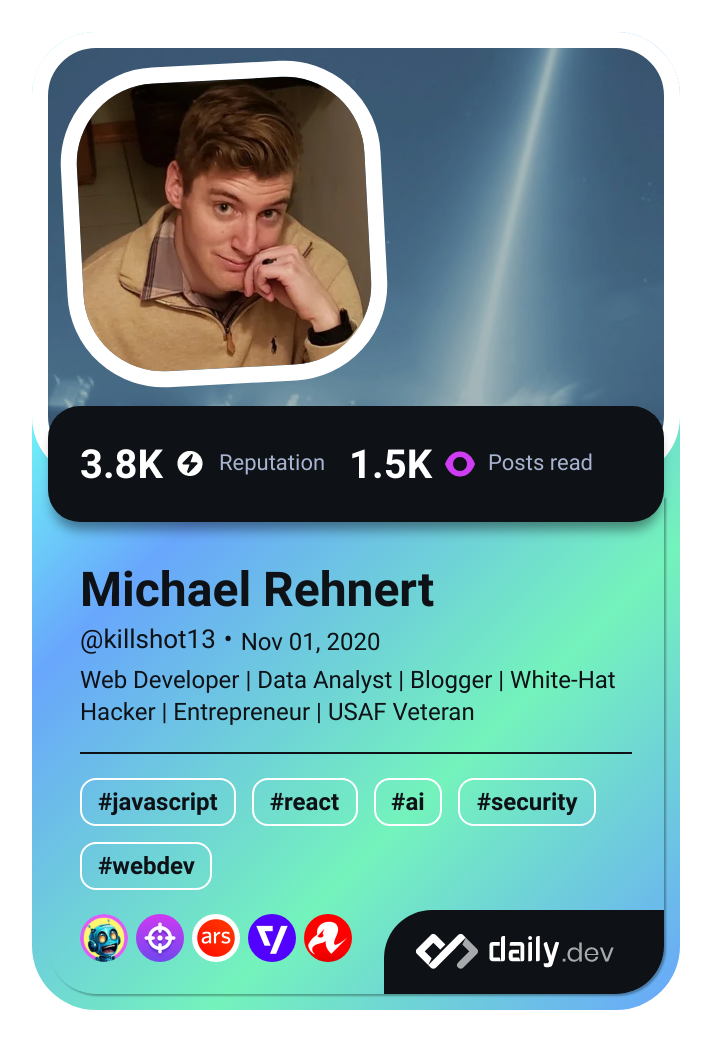 3.8K Reputation 1.5K Posts read
Michael Rehnert
@killshot13 • Nov 01, 2020
Web Developer | Data Analyst | Blogger | White-Hat
Hacker | Entrepreneur | USAF Veteran
#javascript #react #ai #security
#webdev
ars
daily.dev